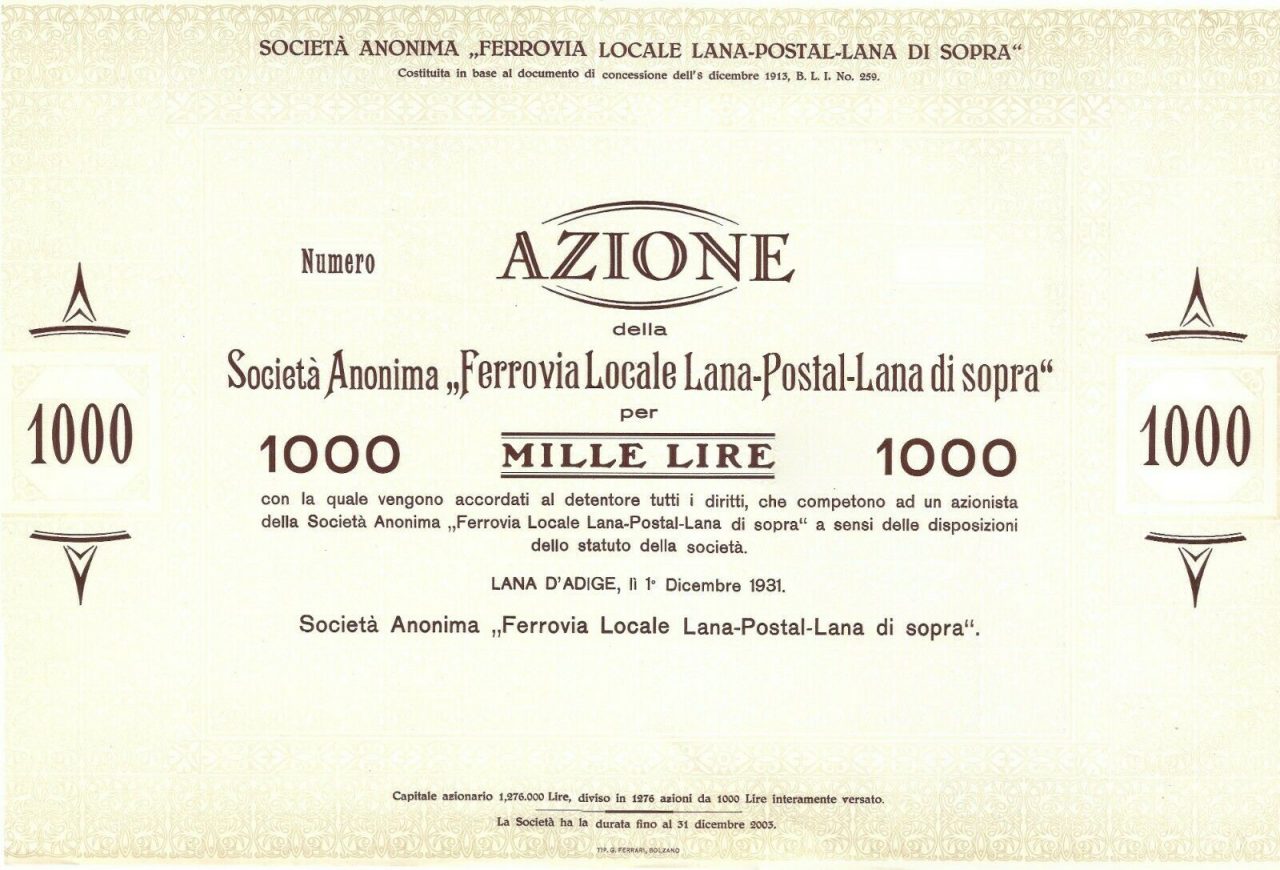 SOCIETÀ ANONIMA „FERROVIA LOCALE LANA-POSTAL-LANA DI SOPRA“
Costituita in base al documento di concessione dell'8 dicembre 1913, B. L. I. No. 259.
Numero
AZIONE
della
Società Anonima „Ferrovia Locale Lana-Postal-Lana di sopra“
per
1000 1000 MILLE LIRE 1000 1000
con la quale vengono accordati al detentore tutti i diritti, che competono ad un azionista
della Società Anonima „Ferrovia Locale Lana-Postal-Lana di sopra“ a sensi delle disposizioni
dello statuto della società.
LANA D'ADIGE, lì 1° Dicembre 1931.
Società Anonima „Ferrovia Locale Lana-Postal-Lana di sopra“.
Capitale azionario 1,276.000 Lire, diviso in 1276 azioni da 1000 Lire interamente versato.
La Società ha la durata fino al 31 dicembre 2003.
TIP. G. FERRARI, BOLZANO